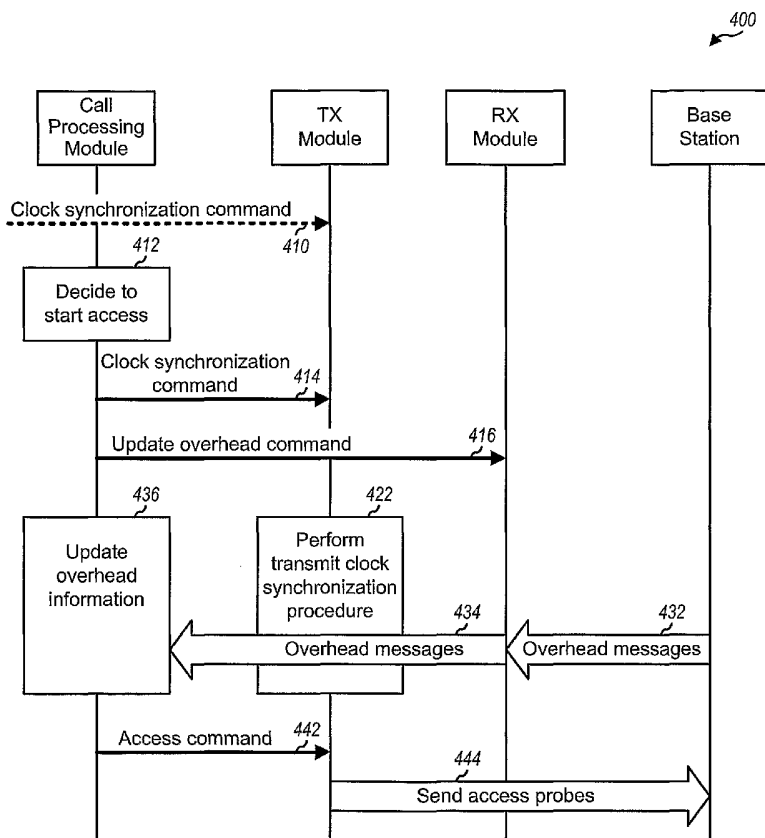 400
Call
Processing
Module
TX
Module
RX
Module
Base
Station
Clock synchronization command
410
412
Decide to
start access
Clock synchronization
command
414
Update overhead command
416
436
Update
overhead
information
422
Perform
transmit clock
synchronization
procedure
434
Overhead messages
432
Overhead messages
Access command
442
444
Send access probes